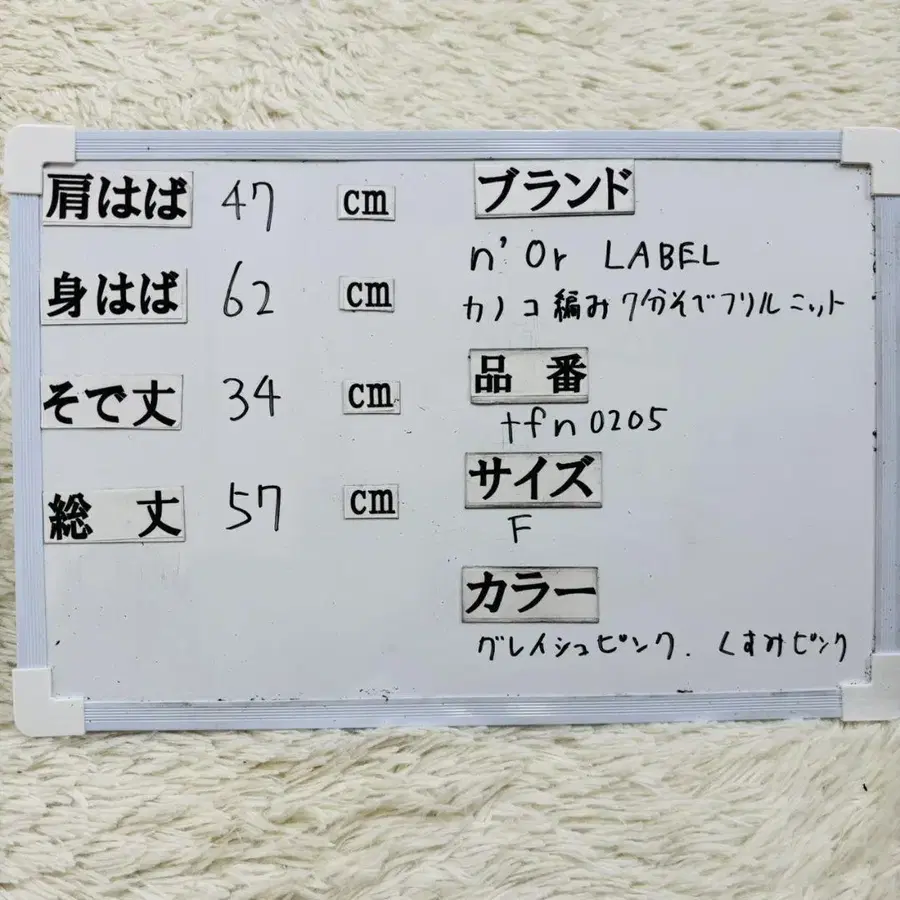 肩はば 47 cm
身はば 62 cm
そで丈 34 cm
総丈 57 cm
ブランド
n'Or LABEL
カノコ編み7分そでフリルニット
品番
tfn0205
サイズ
F
カラー
グレイシュピンク. くすみピンク